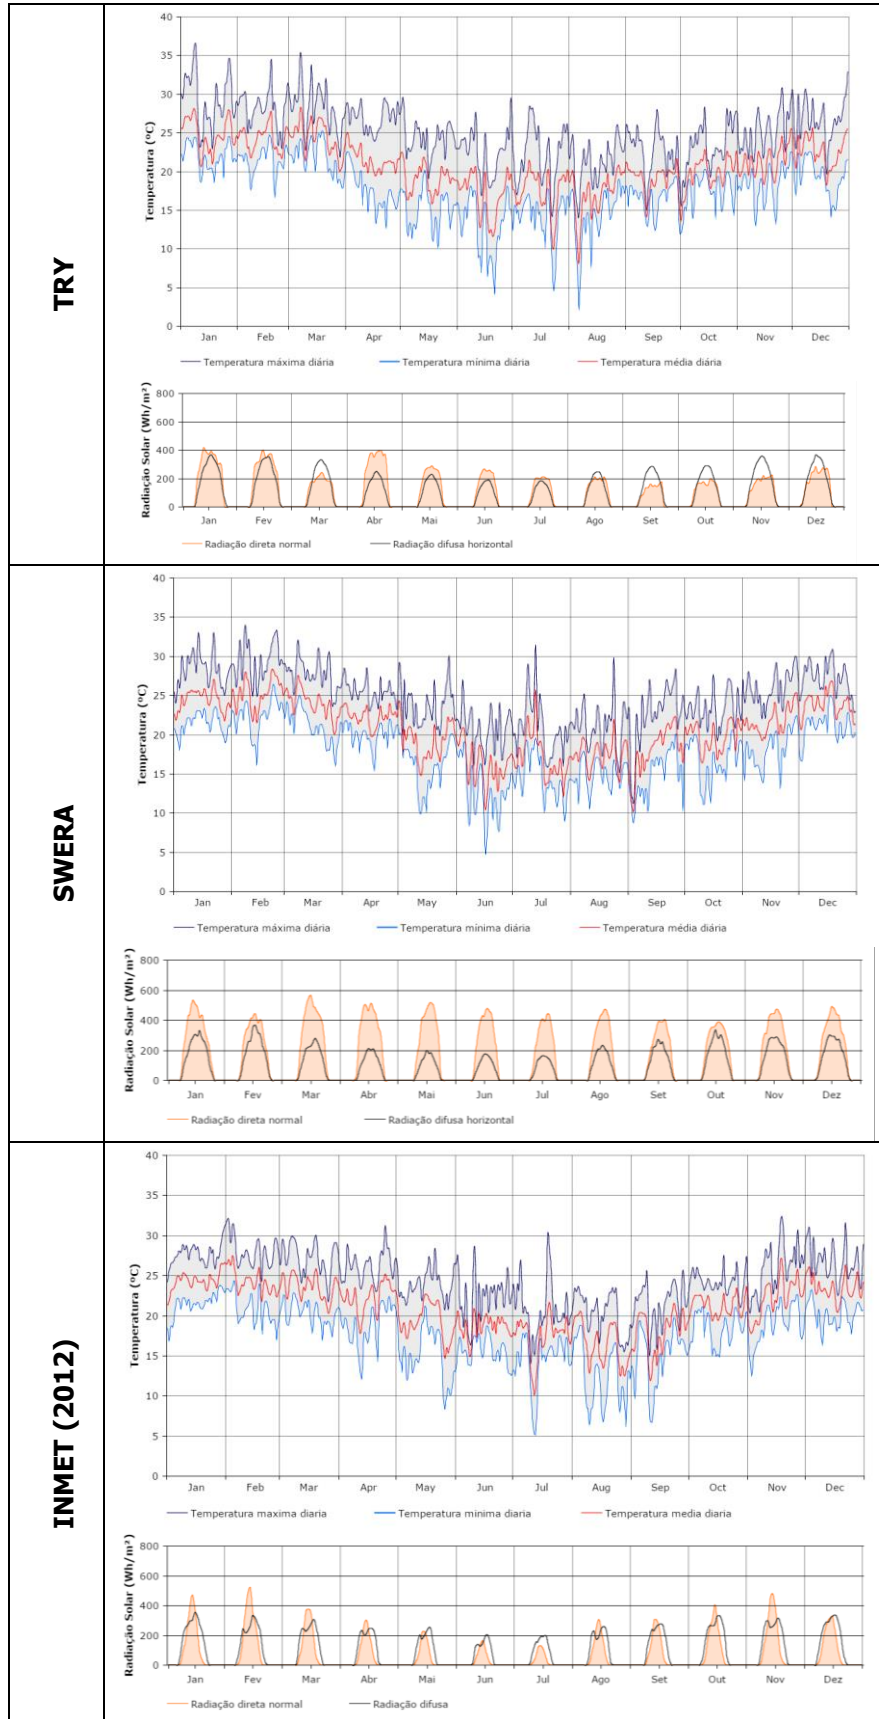 TRY
Temperatura (ºC)
40
35
30
25
20
15
10
5
0
Jan Feb Mar Apr May Jun Jul Aug Sep Oct Nov Dec
Temperatura máxima diária Temperatura mínima diária Temperatura média diária
Radiação Solar (Wh/m²)
800
600
400
200
0
Jan Fev Mar Abr Mai Jun Jul Ago Set Out Nov Dez
Radiação direta normal Radiação difusa horizontal
SWERA
Temperatura (ºC)
40
35
30
25
20
15
10
5
0
Jan Feb Mar Apr May Jun Jul Aug Sep Oct Nov Dec
Temperatura máxima diária Temperatura mínima diária Temperatura média diária
Radiação Solar (Wh/m²)
800
600
400
200
0
Jan Fev Mar Abr Mai Jun Jul Ago Set Out Nov Dez
Radiação direta normal Radiação difusa horizontal
INMET (2012)
Temperatura (ºC)
40
35
30
25
20
15
10
5
0
Jan Feb Mar Apr May Jun Jul Aug Sep Oct Nov Dec
Temperatura maxima diaria Temperatura minima diaria Temperatura media diaria
Radiação Solar (Wh/m²)
800
600
400
200
0
Jan Fev Mar Abr Mai Jun Jul Ago Set Out Nov Dez
Radiação direta normal Radiação difusa